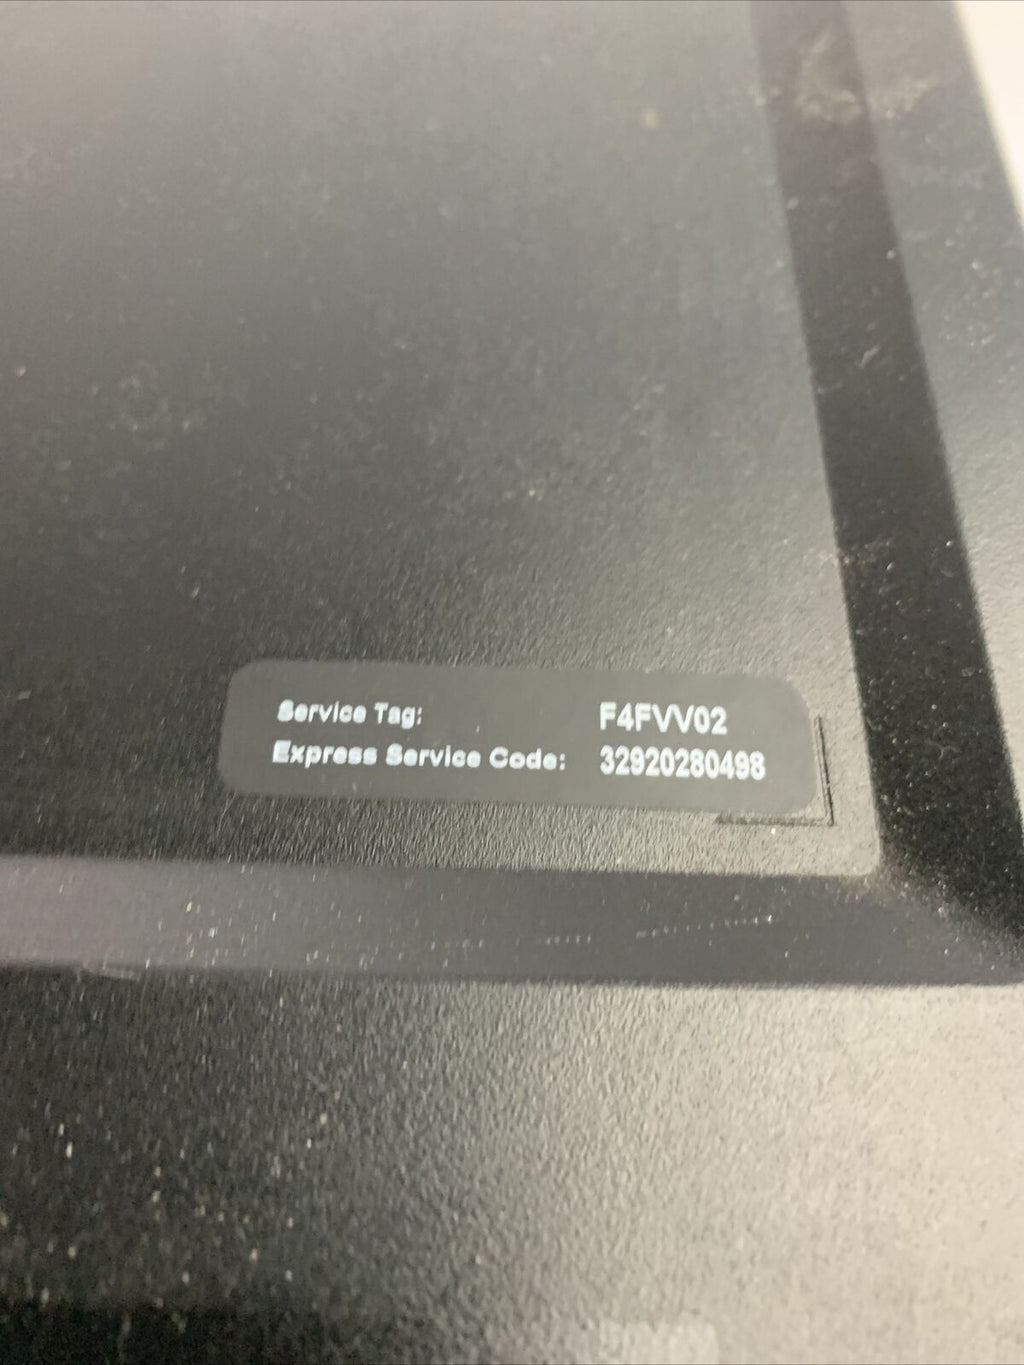 Service Tag: F4FVV02
Express Service Code: 32920280498